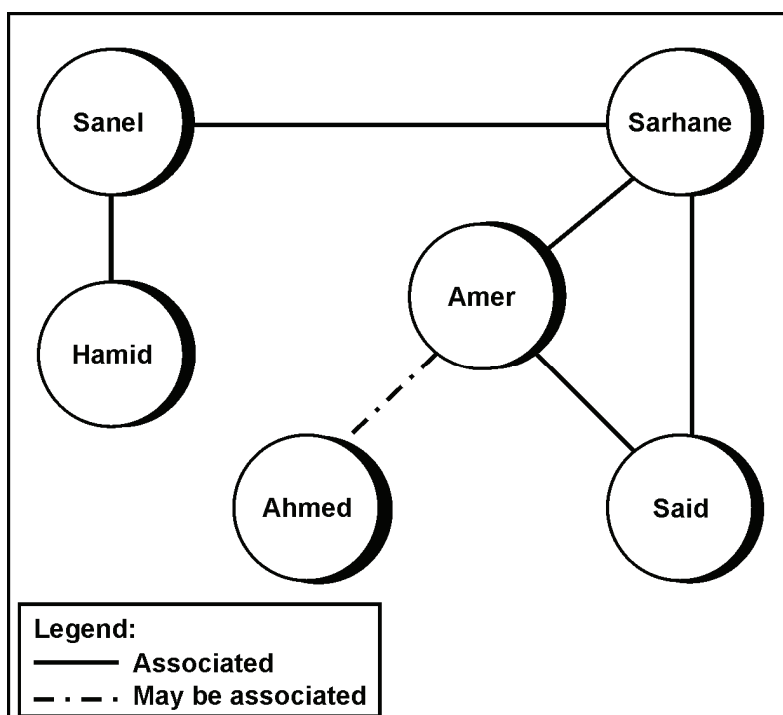 Sanel
Sarhane
Amer
Hamid
Ahmed
Said
Legend:
Associated
May be associated